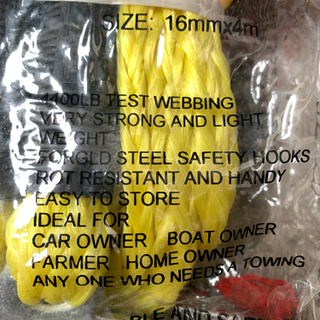 SIZE: 16mmx4m
4400LB TEST WEBBING
VERY STRONG AND LIGHT
WEIGHT
FORGLD STEEL SAFETY HOOKS
ROT RESISTANT AND HANDY
EASY TO STORE
IDEAL FOR
CAR OWNER BOAT OWNER
FARMER HOME OWNER
ANY ONE WHO NEEDS A TOWING